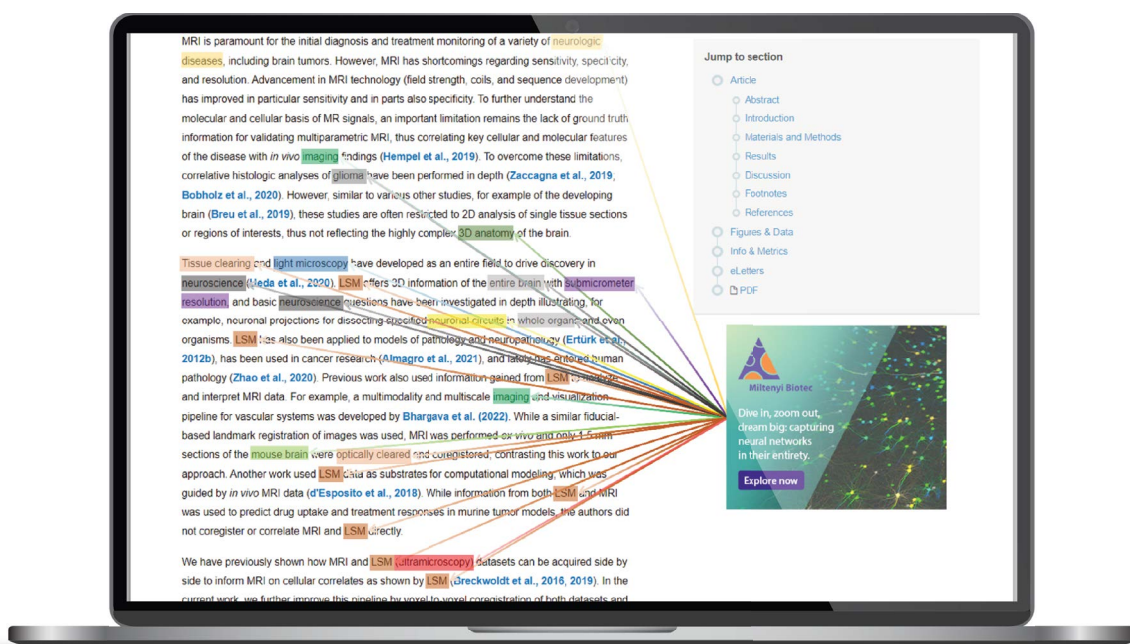 MRI is paramount for the initial diagnosis and treatment monitoring of a variety of neurologic
diseases, including brain tumors. However, MRI has shortcomings regarding sensitivity, specificity,
and resolution. Advancement in MRI technology (field strength, coils, and sequence development)
has improved in particular sensitivity and in parts also specificity. To further understand the
molecular and cellular basis of MR signals, an important limitation remains the lack of ground truth
information for validating multiparametric MRI, thus correlating key cellular and molecular features
of the disease with in vivo imaging findings (Hempel et al., 2019). To overcome these limitations,
correlative histologic analyses of glioma have been performed in depth (Zaccagna et al., 2019,
Bobholz et al., 2020). However, similar to various other studies, for example of the developing
brain (Breu et al., 2019), these studies are often restricted to 2D analysis of single tissue sections
or regions of interests, thus not reflecting the highly complex 3D anatomy of the brain.
Tissue clearing and light microscopy have developed as an entire field to drive discovery in
neuroscience (Ueda et al., 2020). LSM offers 3D information of the entire brain with submicrometer
resolution, and basic neuroscience questions have been investigated in depth illustrating, for
example, neuronal projections for dissecting specified neuronal circuits in whole organs and even
organisms. LSM has also been applied to models of pathology and neuropathology (Ertürk et al.,
2012b), has been used in cancer research (Almagro et al., 2021), and lately has entered human
pathology (Zhao et al., 2020). Previous work also used information gained from LSM to analyze
and interpret MRI data. For example, a multimodality and multiscale imaging and visualization
pipeline for vascular systems was developed by Bhargava et al. (2022). While a similar fiducial-
based landmark registration of images was used, MRI was performed ex vivo and only 1.5 mm
sections of the mouse brain were optically cleared and coregistered, contrasting this work to our
approach. Another work used LSM data as substrates for computational modeling, which was
guided by in vivo MRI data (d'Esposito et al., 2018). While information from both LSM and MRI
was used to predict drug uptake and treatment responses in murine tumor models, the authors did
not coregister or correlate MRI and LSM directly.
We have previously shown how MRI and LSM (ultramicroscopy) datasets can be acquired side by
side to inform MRI on cellular correlates as shown by LSM (Breckwoldt et al., 2016, 2019). In the
current work, we further improve this pipeline by voxel-to-voxel coregistration of both datasets and
Jump to section
Article
Abstract
Introduction
Materials and Methods
Results
Discussion
Footnotes
References
Figures & Data
Info & Metrics
eLetters
PDF
Miltenyi Biotec
Dive in, zoom out,
dream big: capturing
neural networks
in their entirety.
Explore now